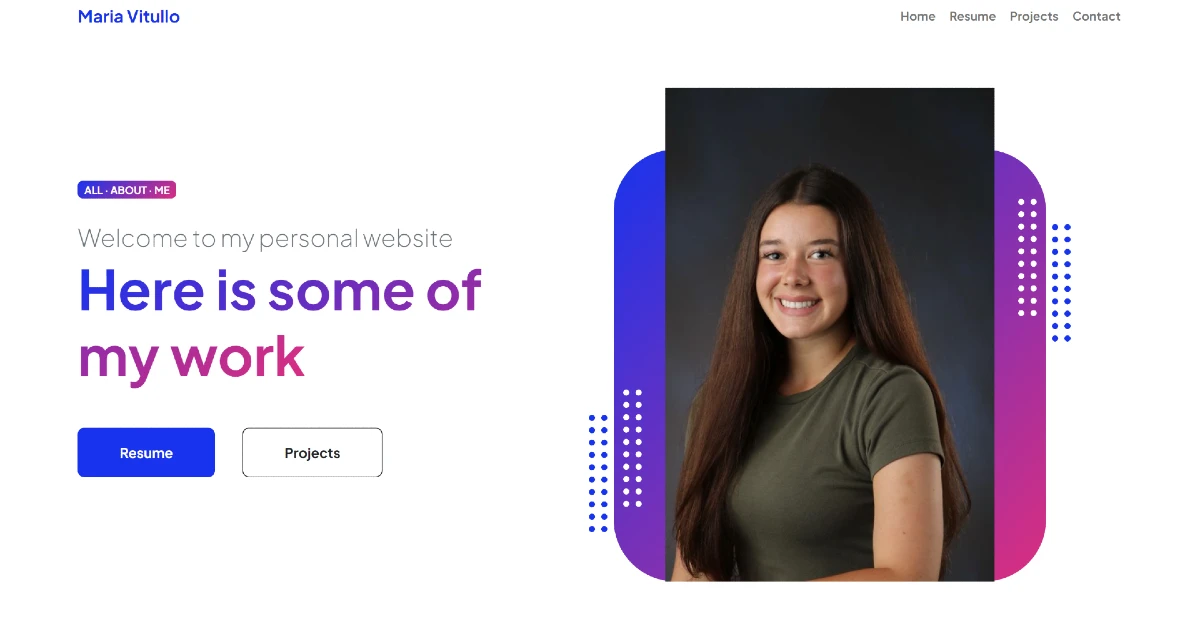 Maria Vitullo
Home Resume Projects Contact
ALL · ABOUT · ME
Welcome to my personal website
Here is some of
my work
Resume Projects